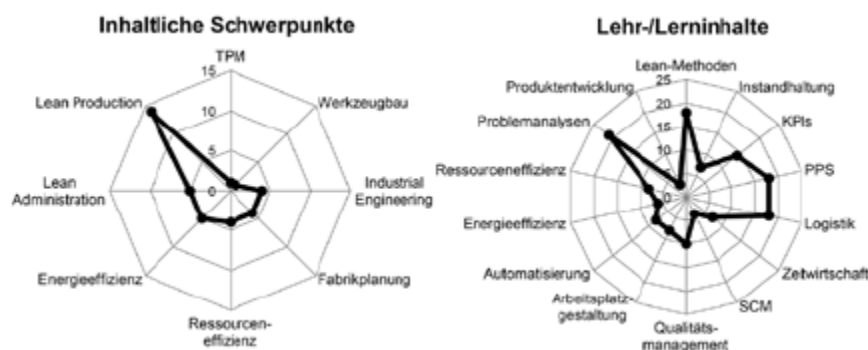 Inhaltliche Schwerpunkte
TPM
15
10
5
0
Lean Production
Werkzeugbau
Lean
Administration
Industrial
Engineering
Energieeffizienz
Fabrikplanung
Ressourcen-
effizienz
Lehr-/Lerninhalte
Lean-Methoden
25
20
15
10
0
Produktentwicklung
Instandhaltung
Problemanalysen
KPIs
Ressourceneffizienz
PPS
Energieeffizienz
Logistik
Automatisierung
Zeitwirtschaft
Arbeitsplatz-
gestaltung
SCM
Qualitäts-
management